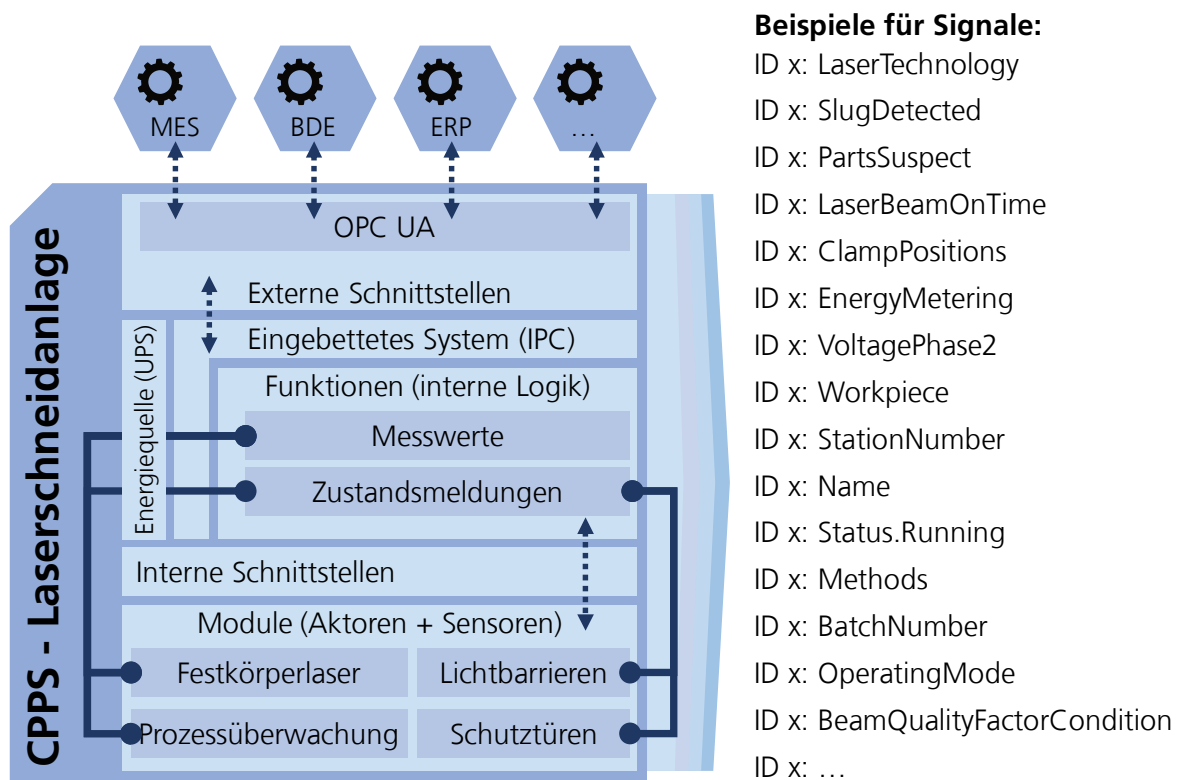 MES
BDE
ERP
...
CPPS - Laserschneidanlage
OPC UA
Externe Schnittstellen
Energiequelle (UPS)
Eingebettetes System (IPC)
Funktionen (interne Logik)
Messwerte
Zustandsmeldungen
Interne Schnittstellen
Module (Aktoren + Sensoren)
Festkörperlaser
Lichtbarrieren
Prozessüberwachung
Schutztüren
Beispiele für Signale:
ID x: LaserTechnology
ID x: SlugDetected
ID x: PartsSuspect
ID x: LaserBeamOnTime
ID x: ClampPositions
ID x: EnergyMetering
ID x: VoltagePhase2
ID x: Workpiece
ID x: StationNumber
ID x: Name
ID x: Status.Running
ID x: Methods
ID x: BatchNumber
ID x: OperatingMode
ID x: BeamQualityFactorCondition
ID x: ...